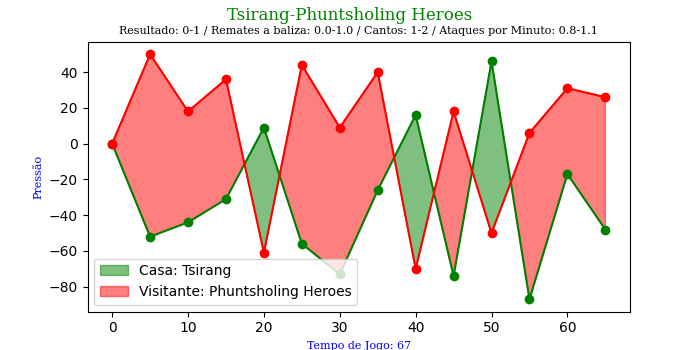 Tsirang-Phuntsholing Heroes
Resultado: 0-1 / Remates a baliza: 0.0-1.0 / Cantos: 1-2 / Ataques por Minuto: 0.8-1.1
Pressão
40
20
0
−20
−40
−60
−80
Casa: Tsirang
Visitante: Phuntsholing Heroes
0 10 20 30 40 50 60
Tempo de Jogo: 67